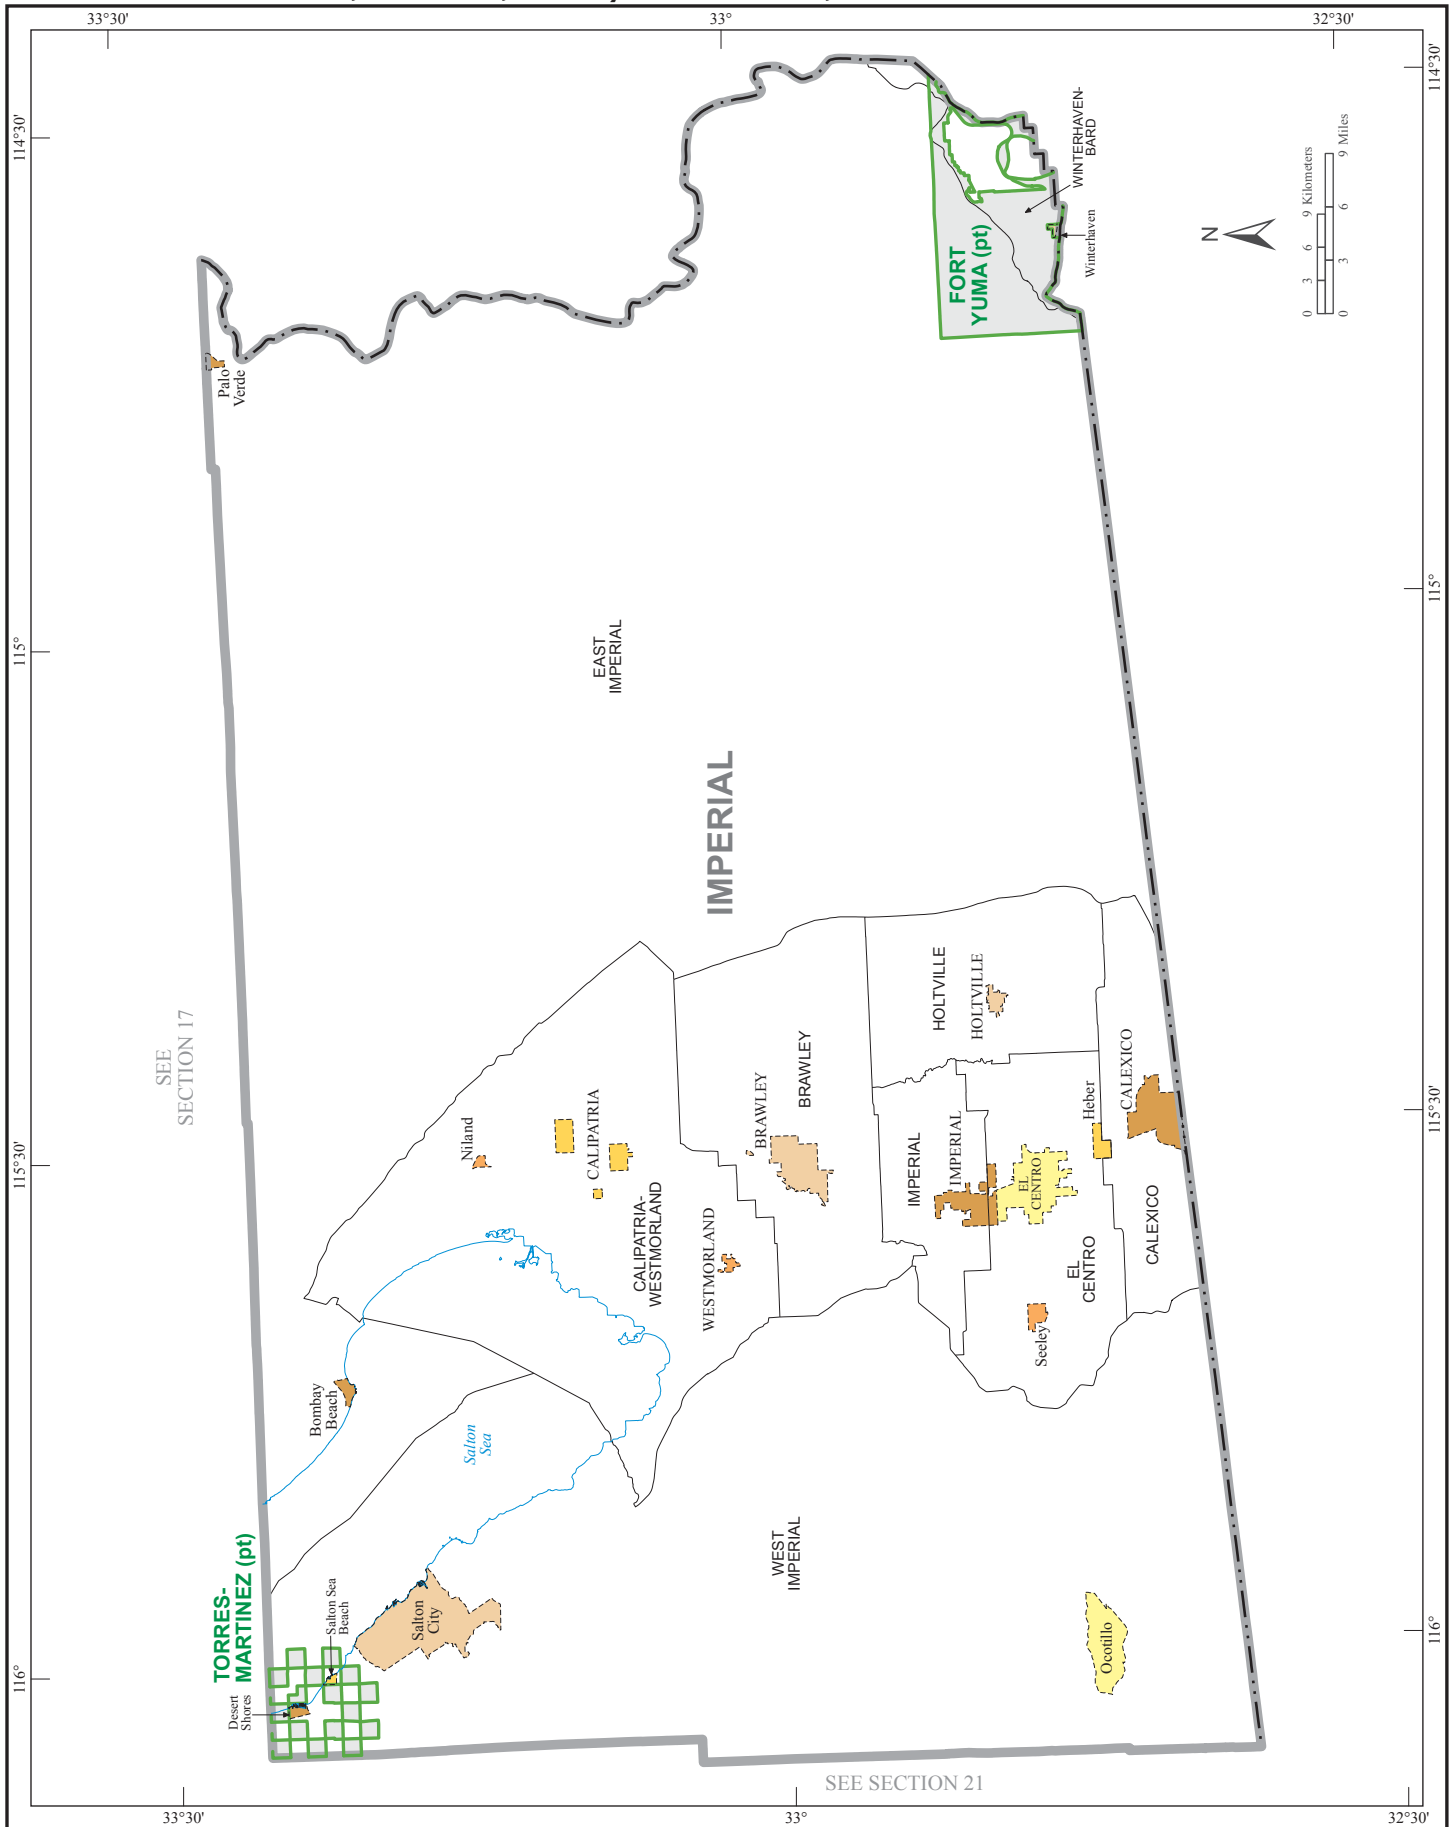 33°30'
33°
32°30'
114°30'
114°30'
115°
115°
115°30'
115°30'
116°
116°
33°30'
33°
32°30'
WINTERHAVEN-
BARD
Winterhaven
FORT
YUMA (pt)
N
0 3 6 9 Kilometers
0 3 6 9 Miles
Palo
Verde
EAST
IMPERIAL
IMPERIAL
SEE
SECTION 17
Niland
CALIPATRIA
CALIPATRIA-
WESTMORLAND
WESTMORLAND
BRAWLEY
BRAWLEY
HOLTVILLE
HOLTVILLE
IMPERIAL
IMPERIAL
EL
CENTRO
EL
CENTRO
Heber
CALEXICO
CALEXICO
Seeley
Bombay
Beach
Salton
Sea
TORRES-
MARTINEZ (pt)
Salton Sea
Beach
Desert
Shores
Salton
City
WEST
IMPERIAL
Ocotillo
SEE SECTION 21